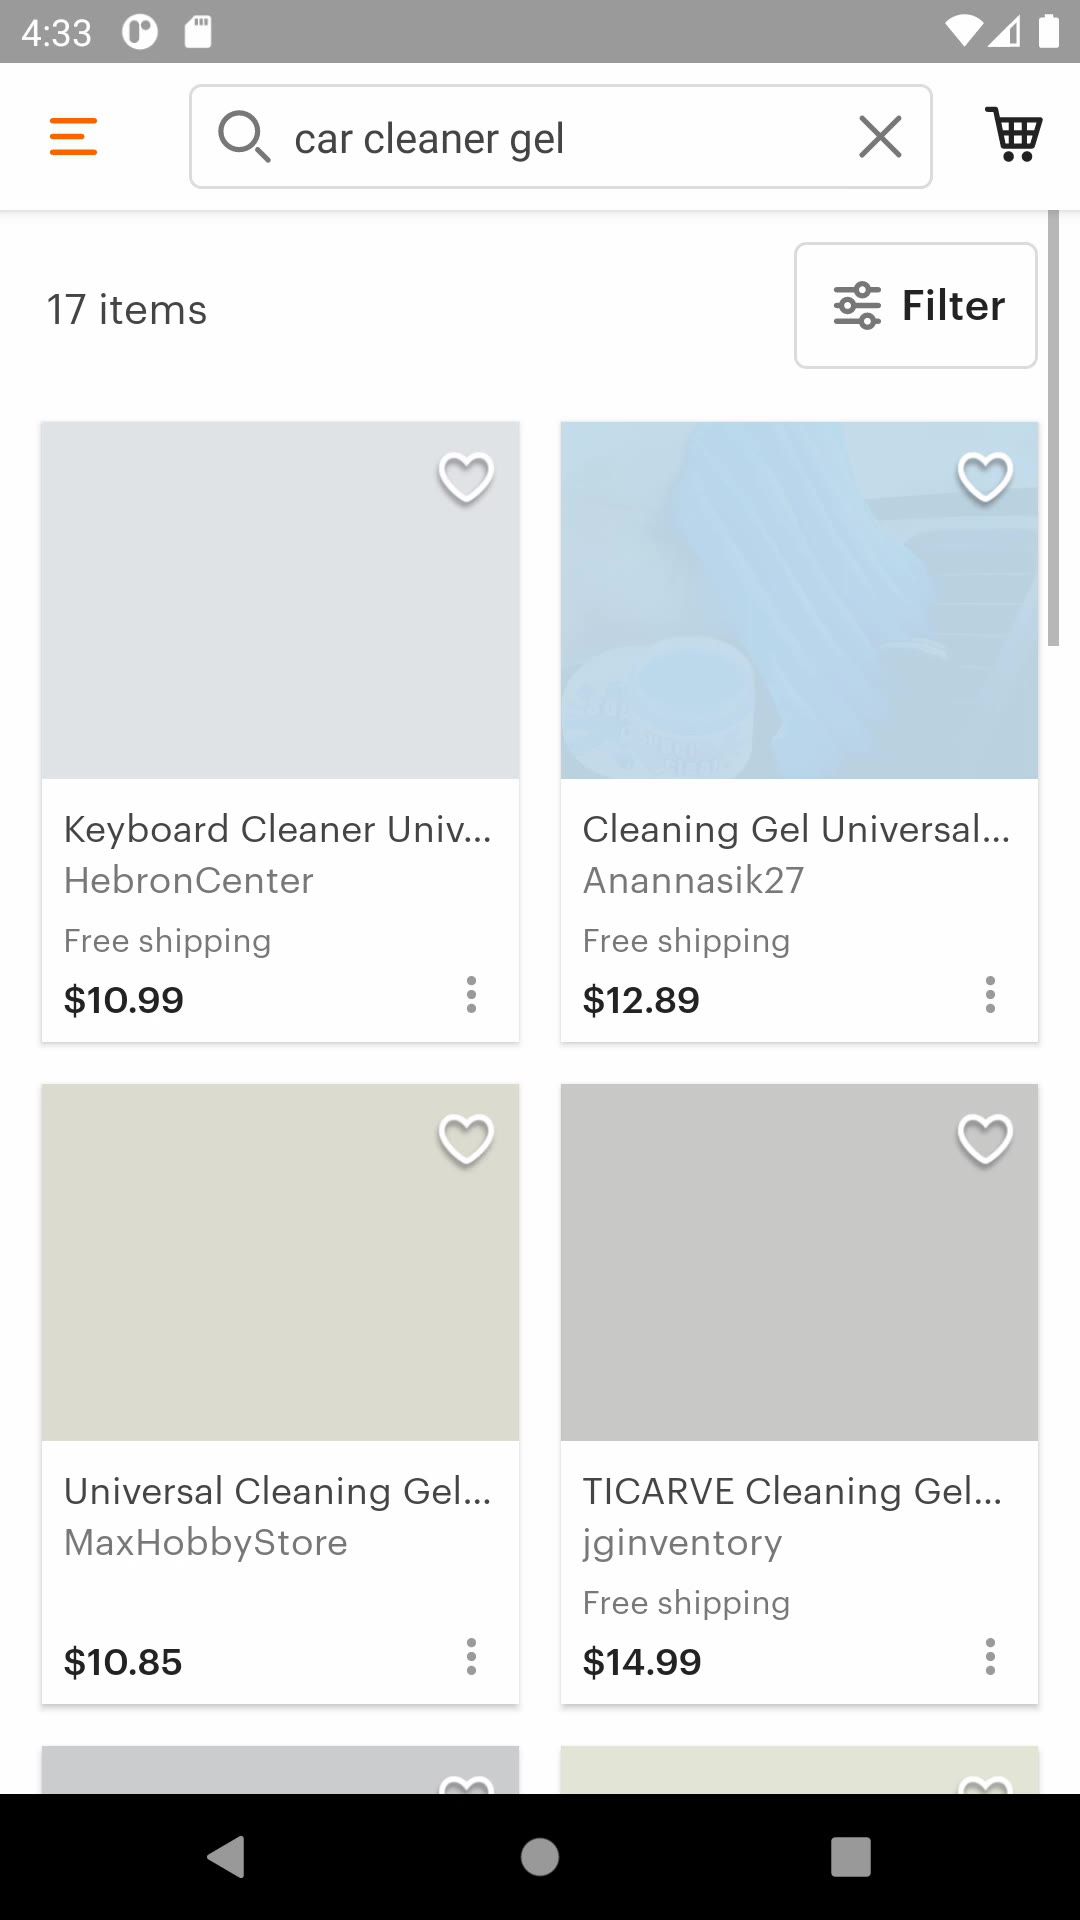 4:33
car cleaner gel
17 items
Filter
Keyboard Cleaner Univ...
HebronCenter
Free shipping
$10.99
Cleaning Gel Universal...
Anannasik27
Free shipping
$12.89
Universal Cleaning Gel...
MaxHobbyStore
$10.85
TICARVE Cleaning Gel...
jginventory
Free shipping
$14.99